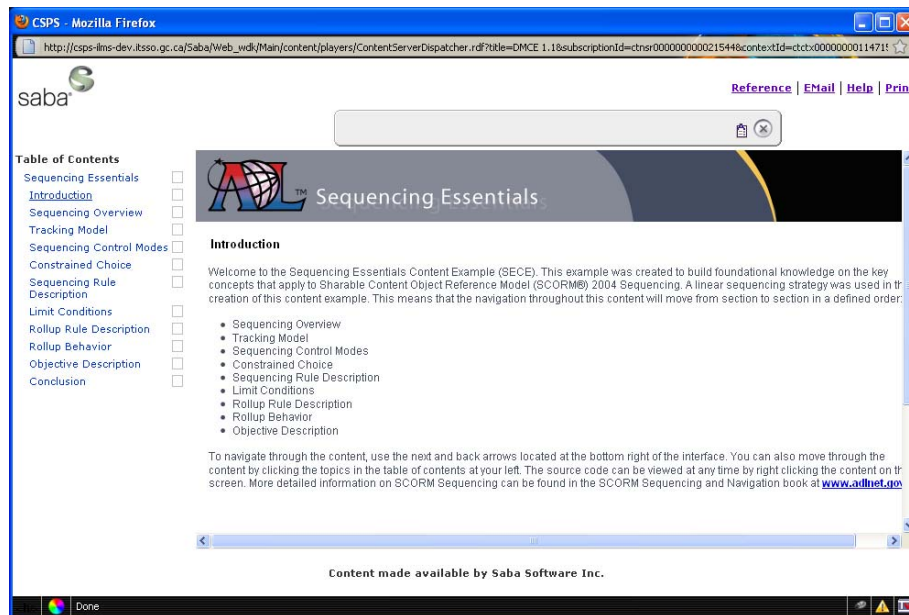 CSPS - Mozilla Firefox
http://csps-ilms-dev.itsso.gc.ca/Saba/Web_wdk/Main/content/players/ContentServerDispatcher.rdf?title=DMCE 1.1&subscriptionId=ctnsr000000000021544&contextId=ctctx00000000114719
saba
Reference | EMail | Help | Prin
Table of Contents
Sequencing Essentials
Introduction
Sequencing Overview
Tracking Model
Sequencing Control Modes
Constrained Choice
Sequencing Rule
Description
Limit Conditions
Rollup Rule Description
Rollup Behavior
Objective Description
Conclusion
ADL™ Sequencing Essentials
Introduction
Welcome to the Sequencing Essentials Content Example (SECE). This example was created to build foundational knowledge on the key
concepts that apply to Sharable Content Object Reference Model (SCORM®) 2004 Sequencing. A linear sequencing strategy was used in th
creation of this content example. This means that the navigation throughout this content will move from section to section in a defined order:
• Sequencing Overview
• Tracking Model
• Sequencing Control Modes
• Constrained Choice
• Sequencing Rule Description
• Limit Conditions
• Rollup Rule Description
• Rollup Behavior
• Objective Description
To navigate through the content, use the next and back arrows located at the bottom right of the interface. You can also move through the
content by clicking the topics in the table of contents at your left. The source code can be viewed at any time by right clicking the content on th
screen. More detailed information on SCORM Sequencing can be found in the SCORM Sequencing and Navigation book at www.adlnet.gov
Content made available by Saba Software Inc.
Done